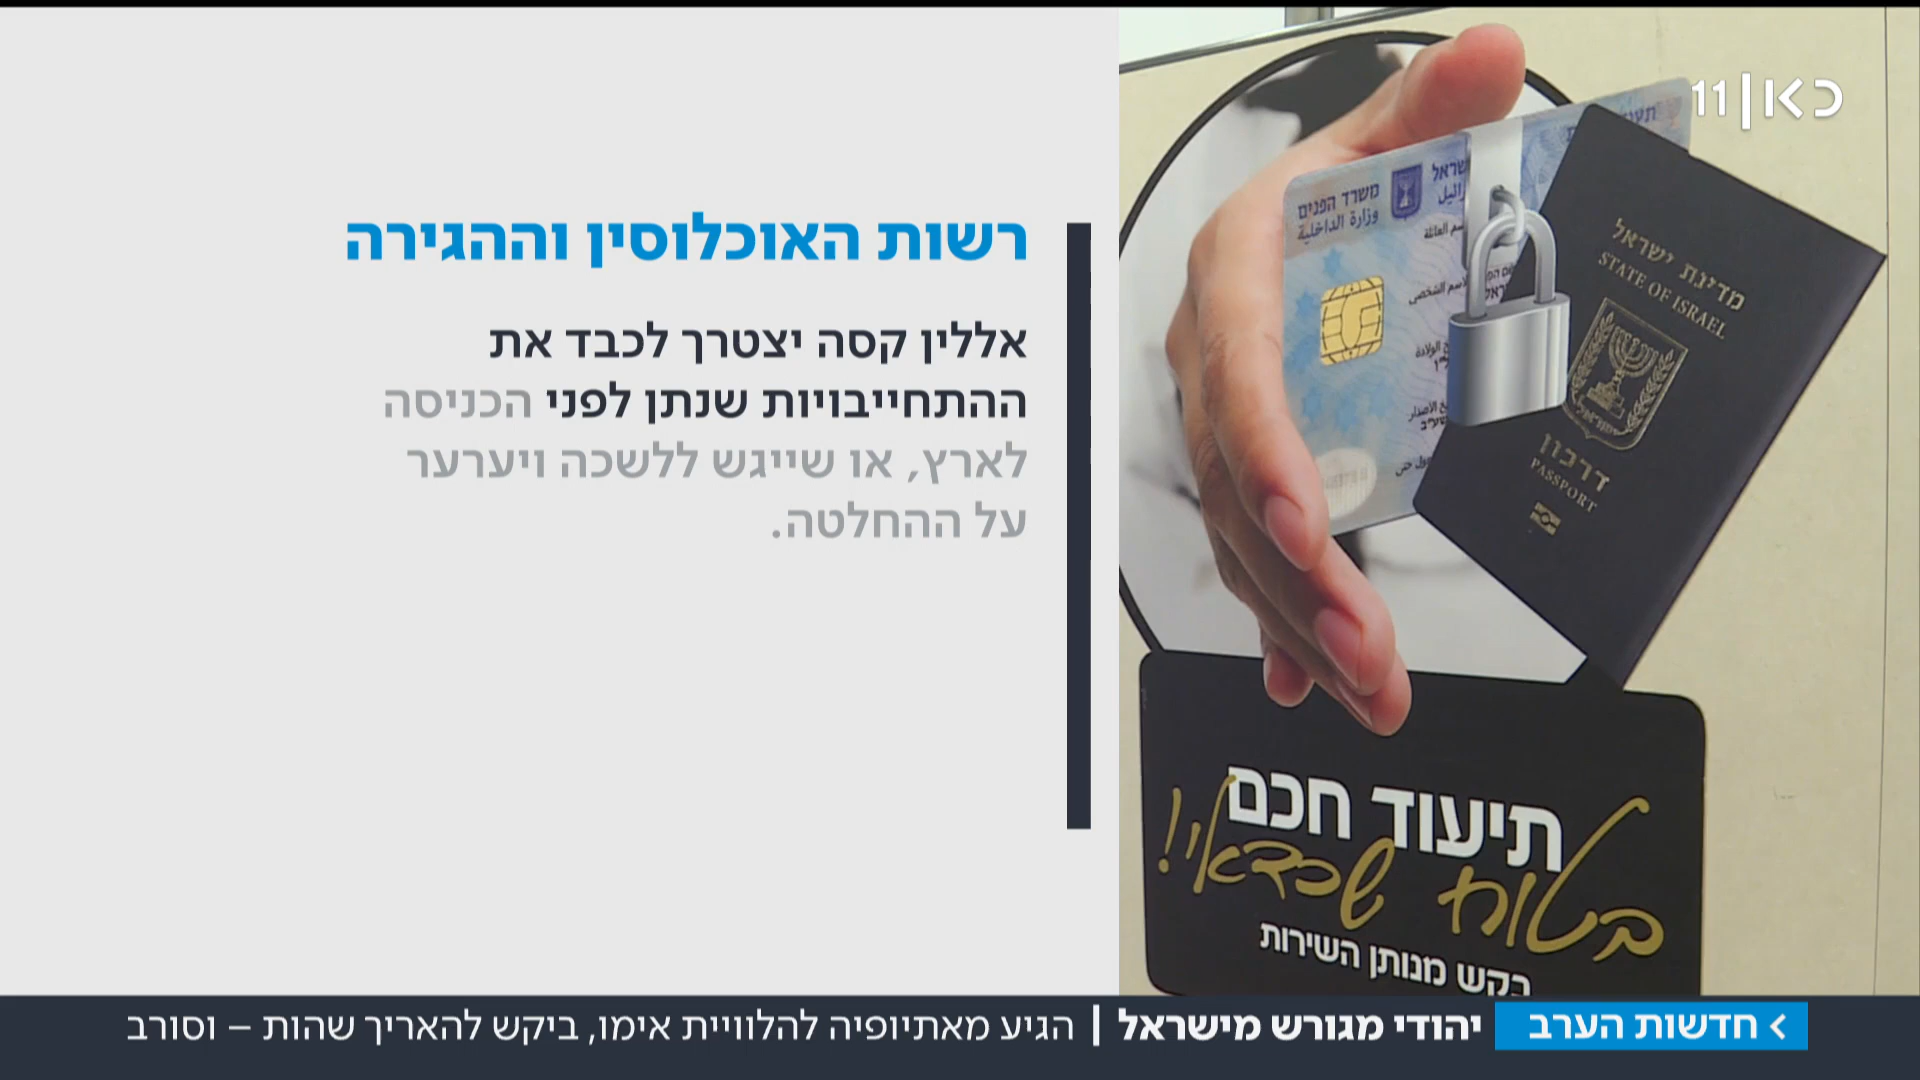 כאן 11
רשות האוכלוסין וההגירה
אללין קסה יצטרך לכבד את
ההתחייבויות שנתן לפני הכניסה
לארץ, או שייגש ללשכה ויערער
על ההחלטה.
משרד הפנים
وزارة الداخلية
מדינת ישראל
STATE OF ISRAEL
דרכון
PASSPORT
תיעוד חכם
בטוח שכדאי!
בקש מנותן השירות
חדשות הערב
יהודי מגורש מישראל | הגיע מאתיופיה להלוויית אימו, ביקש להאריך שהות – וסורב